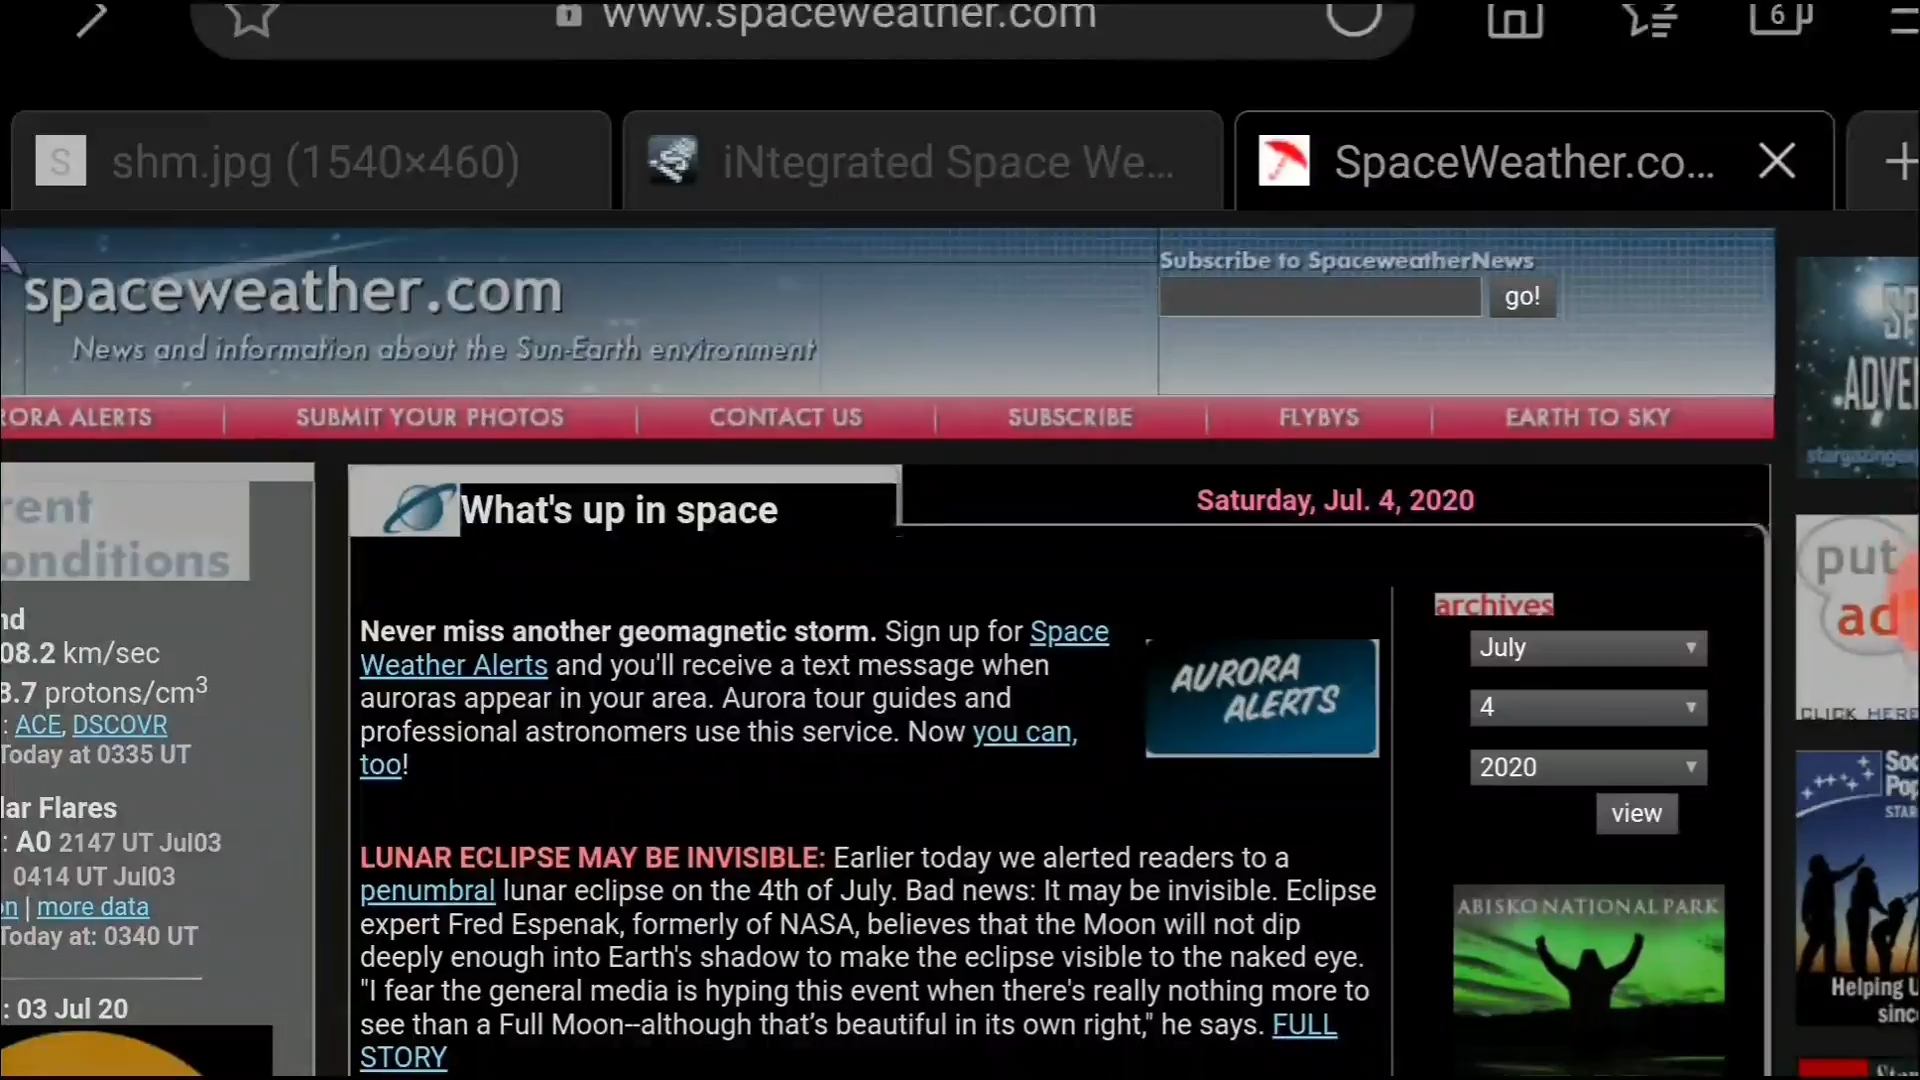 www.spaceweather.com
6
S shm.jpg (1540×460)
iNtegrated Space We...
SpaceWeather.co...
spaceweather.com
News and information about the Sun-Earth environment
Subscribe to SpaceweatherNews
go!
RORA ALERTS | SUBMIT YOUR PHOTOS | CONTACT US | SUBSCRIBE | FLYBYS | EARTH TO SKY
rent
onditions
nd
08.2 km/sec
3.7 protons/cm3
: ACE, DSCOVR
Today at 0335 UT
lar Flares
: A0 2147 UT Jul03
0414 UT Jul03
on | more data
Today at: 0340 UT
: 03 Jul 20
What's up in space
Saturday, Jul. 4, 2020
Never miss another geomagnetic storm. Sign up for Space
Weather Alerts and you'll receive a text message when
auroras appear in your area. Aurora tour guides and
professional astronomers use this service. Now you can,
too!
AURORA
ALERTS
LUNAR ECLIPSE MAY BE INVISIBLE: Earlier today we alerted readers to a
penumbral lunar eclipse on the 4th of July. Bad news: It may be invisible. Eclipse
expert Fred Espenak, formerly of NASA, believes that the Moon will not dip
deeply enough into Earth's shadow to make the eclipse visible to the naked eye.
"I fear the general media is hyping this event when there's really nothing more to
see than a Full Moon--although that’s beautiful in its own right," he says. FULL
STORY
archives
July
4
2020
view
ABISKO NATIONAL PARK
SP
ADVE
stargazing
put
ad
CLICK HERE
Soc
Pop
STAR
Helping U
sinc